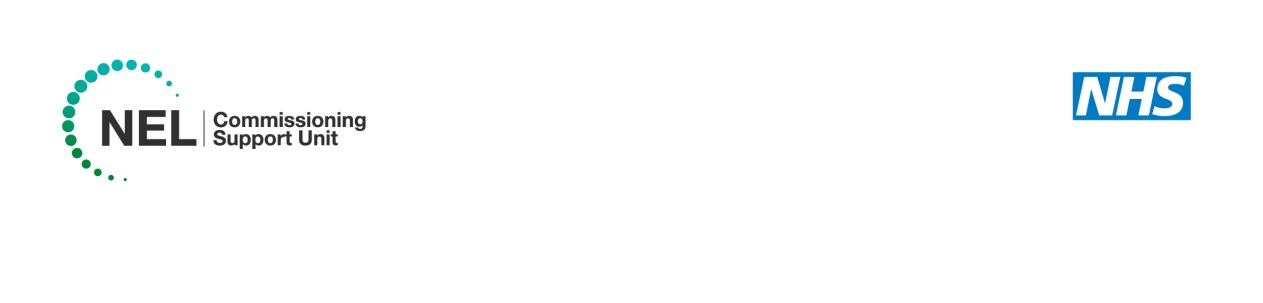 NEL Commissioning
Support Unit
NHS